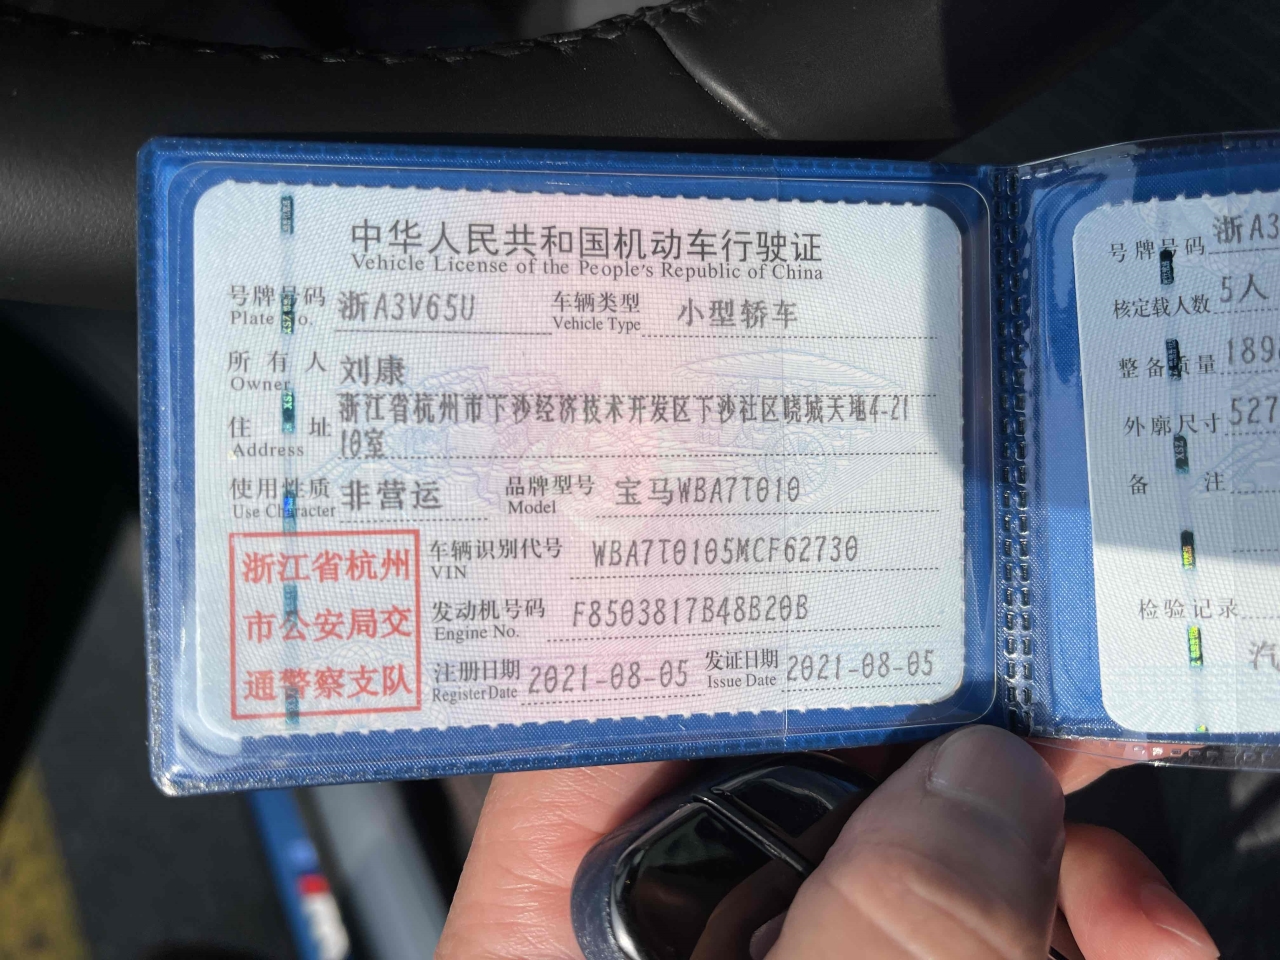 中华人民共和国机动车行驶证
Vehicle License of the People's Republic of China
号牌号码 浙A3V65U 车辆类型 小型轿车
Plate No. Vehicle Type
所有人 刘康
Owner
住址 浙江省杭州市下沙经济技术开发区下沙社区晓城天地4-21
Address 10室
使用性质 非营运 品牌型号 宝马WBA7T010
Use Character Model
浙江省杭州
市公安局交
通警察支队
车辆识别代号 WBA7T0105MCF62730
VIN
发动机号码 F8503817B48B20B
Engine No.
注册日期 2021-08-05 发证日期 2021-08-05
Register Date Issue Date
号牌号码 浙A3
核定载人数 5人
整备质量 189
外廓尺寸 527
备注
检验记录
汽